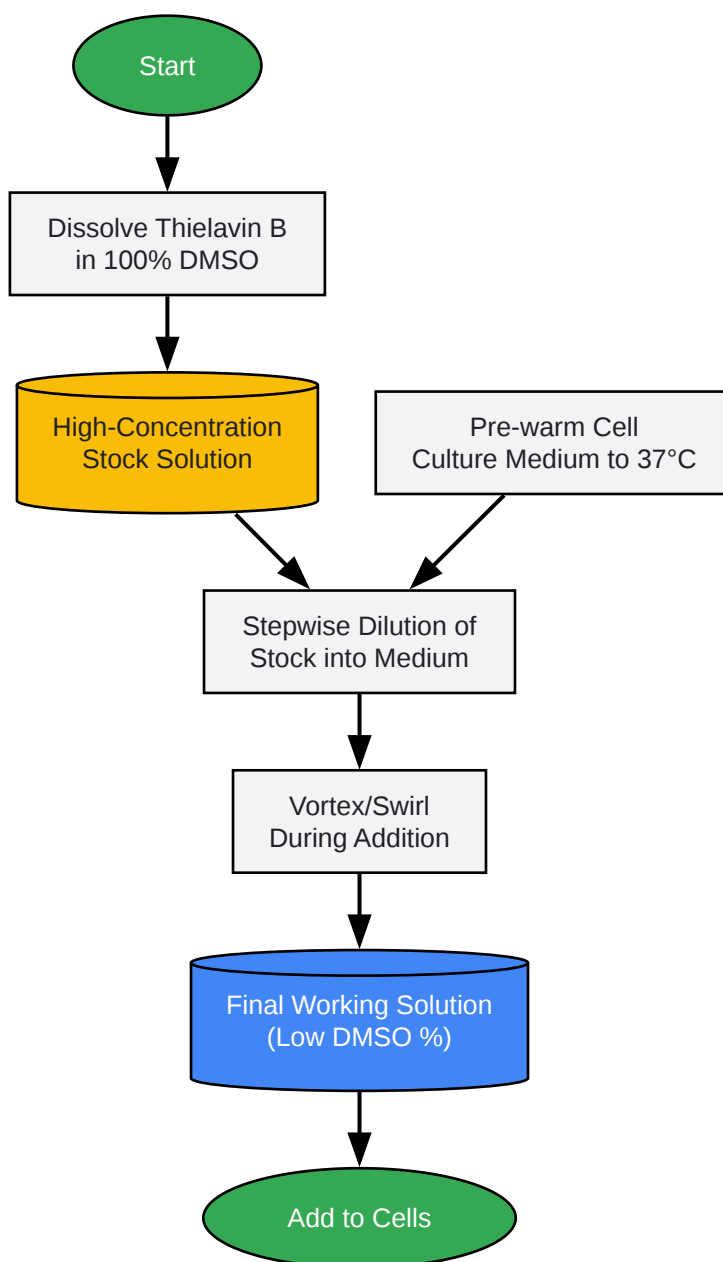 Start
Dissolve Thielavin B
in 100% DMSO
High-Concentration
Stock Solution
Pre-warm Cell
Culture Medium to 37°C
Stepwise Dilution of
Stock into Medium
Vortex/Swirl
During Addition
Final Working Solution
(Low DMSO %)
Add to Cells